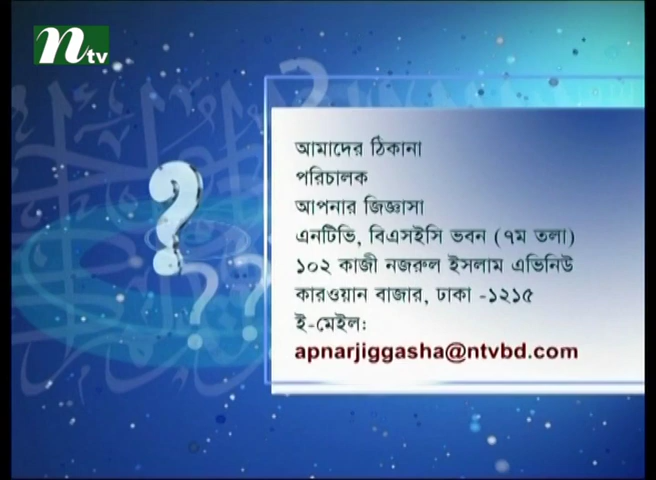 ntv
আমাদের ঠিকানা
পরিচালক
আপনার জিজ্ঞাসা
এনটিভি, বিএসইসি ভবন (৭ম তলা)
১০২ কাজী নজরুল ইসলাম এভিনিউ
কারওয়ান বাজার, ঢাকা -১২১৫
ই-মেইল:
apnarjiggasha@ntvbd.com